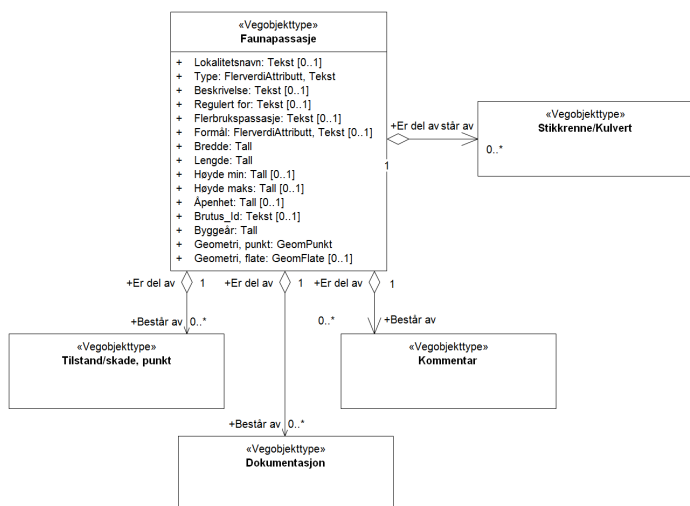 «Vegobjekttype»
Faunapassasje
+ Lokalitetsnavn: Tekst [0..1]
+ Type: FlerverdiAttributt, Tekst
+ Beskrivelse: Tekst [0..1]
+ Regulert for: Tekst [0..1]
+ Flerbrukspassasje: Tekst [0..1]
+ Formål: FlerverdiAttributt, Tekst [0..1]
+ Bredde: Tall
+ Lengde: Tall
+ Høyde min: Tall [0..1]
+ Høyde maks: Tall [0..1]
+ Åpenhet: Tall [0..1]
+ Brutus_Id: Tekst [0..1]
+ Byggeår: Tall
+ Geometri, punkt: GeomPunkt
+ Geometri, flate: GeomFlate [0..1]
+Er del av står av
1
0..*
«Vegobjekttype»
Stikkrenne/Kulvert
+Er del av 1
+Er del av 1
+Er del av 1
+Består av 0..*
0..* +Består av
«Vegobjekttype»
Tilstand/skade, punkt
«Vegobjekttype»
Kommentar
+Består av 0..*
«Vegobjekttype»
Dokumentasjon